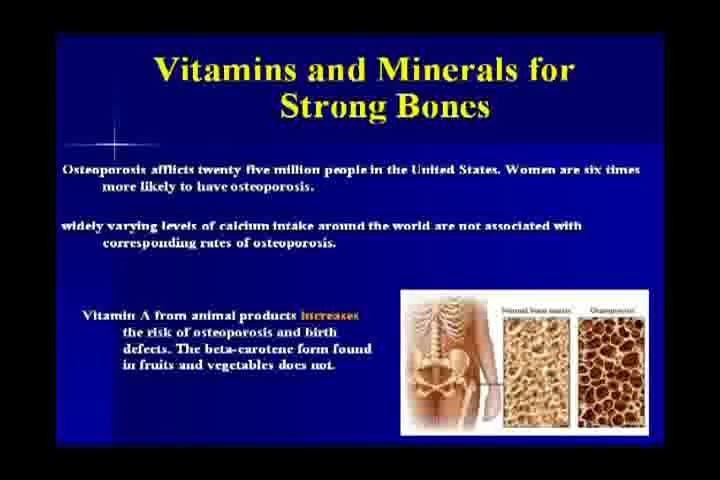 Vitamins and Minerals for
Strong Bones
Osteoporosis afflicts twenty five million people in the United States. Women are six times
more likely to have osteoporosis.
widely varying levels of calcium intake around the world are not associated with
corresponding rates of osteoporosis.
Vitamin A from animal products increases
the risk of osteoporosis and birth
defects. The beta-carotene form found
in fruits and vegetables does not.
Normal bone matrix
Osteoporosis